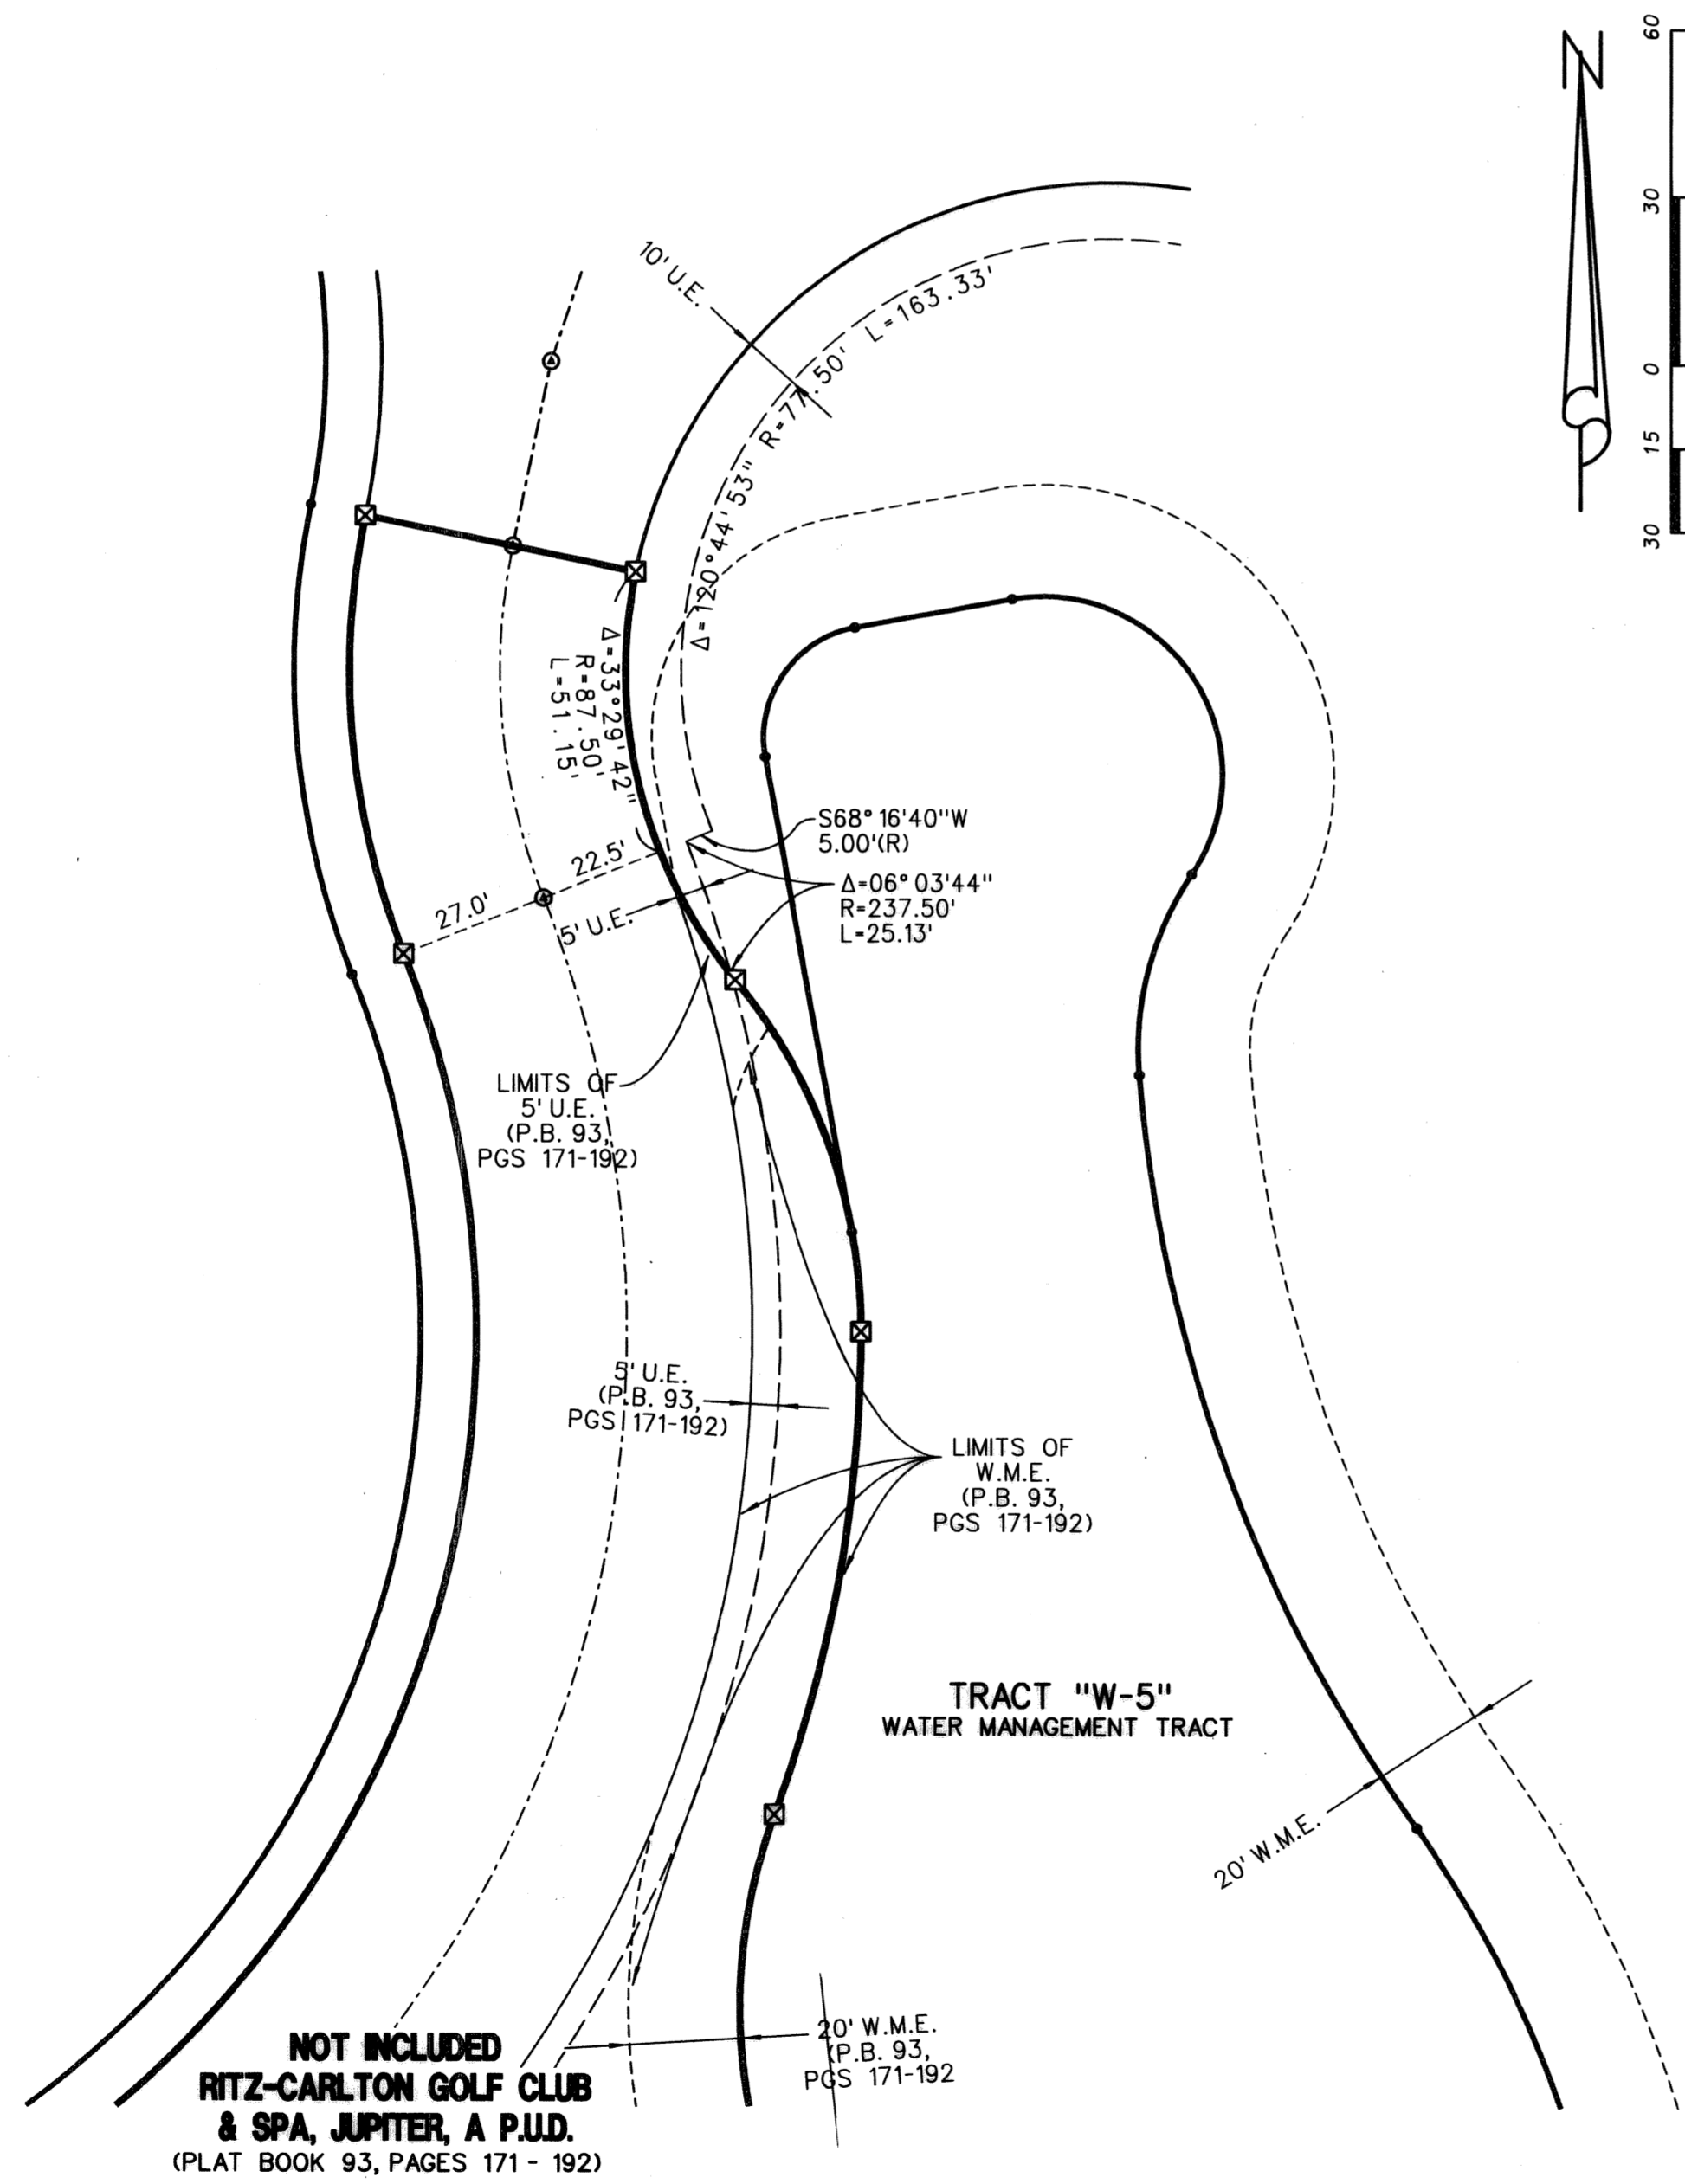 N
60
30
0
15
30
10' U.E.
Δ=120°44'53" R=77.50' L=163.33'
Δ=33°29'42"
R=87.50'
L=51.15'
S68°16'40"W
5.00'(R)
22.5'
27.0'
5' U.E.
Δ=06°03'44"
R=237.50'
L=25.13'
LIMITS OF
5' U.E.
(P.B. 93,
PGS 171-192)
5' U.E.
(P.B. 93,
PGS 171-192)
LIMITS OF
W.M.E.
(P.B. 93,
PGS 171-192)
TRACT "W-5"
WATER MANAGEMENT TRACT
20' W.M.E.
20' W.M.E.
(P.B. 93,
PGS 171-192
NOT INCLUDED
RITZ-CARLTON GOLF CLUB
& SPA, JUPITER, A P.U.D.
(PLAT BOOK 93, PAGES 171 - 192)